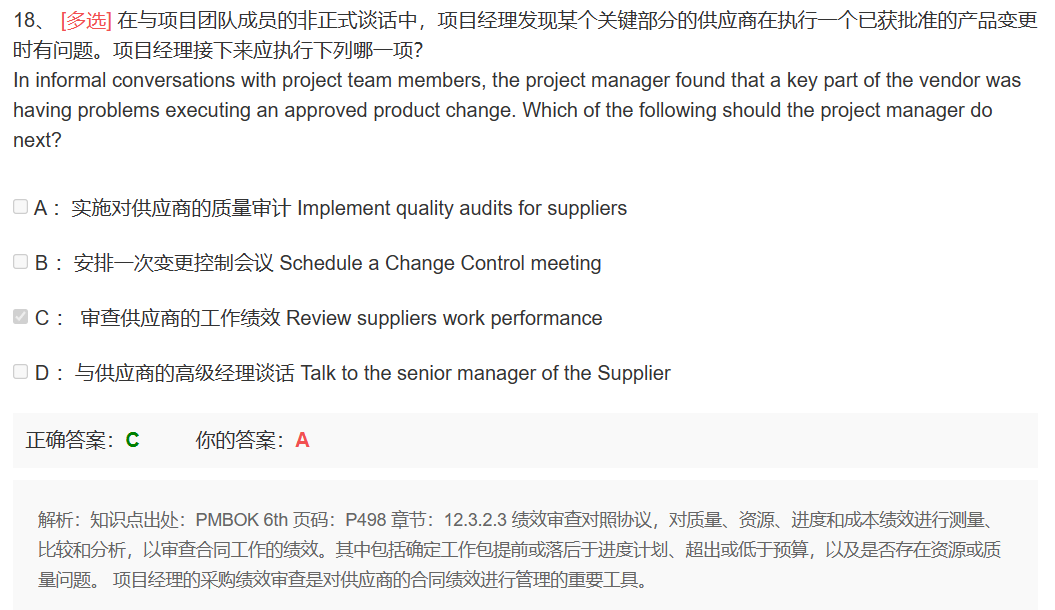 18、 [多选] 在与项目团队成员的非正式谈话中，项目经理发现某个关键部分的供应商在执行一个已获批准的产品变更
时有问题。项目经理接下来应执行下列哪一项？
In informal conversations with project team members, the project manager found that a key part of the vendor was
having problems executing an approved product change. Which of the following should the project manager do
next?
A： 实施对供应商的质量审计 Implement quality audits for suppliers
B： 安排一次变更控制会议 Schedule a Change Control meeting
C： 审查供应商的工作绩效 Review suppliers work performance
D： 与供应商的高级经理谈话 Talk to the senior manager of the Supplier
正确答案：C 你的答案：A
解析：知识点出处：PMBOK 6th 页码：P498 章节：12.3.2.3 绩效审查对照协议，对质量、资源、进度和成本绩效进行测量、
比较和分析，以审查合同工作的绩效。其中包括确定工作包提前或落后于进度计划、超出或低于预算，以及是否存在资源或质
量问题。 项目经理的采购绩效审查是对供应商的合同绩效进行管理的重要工具。